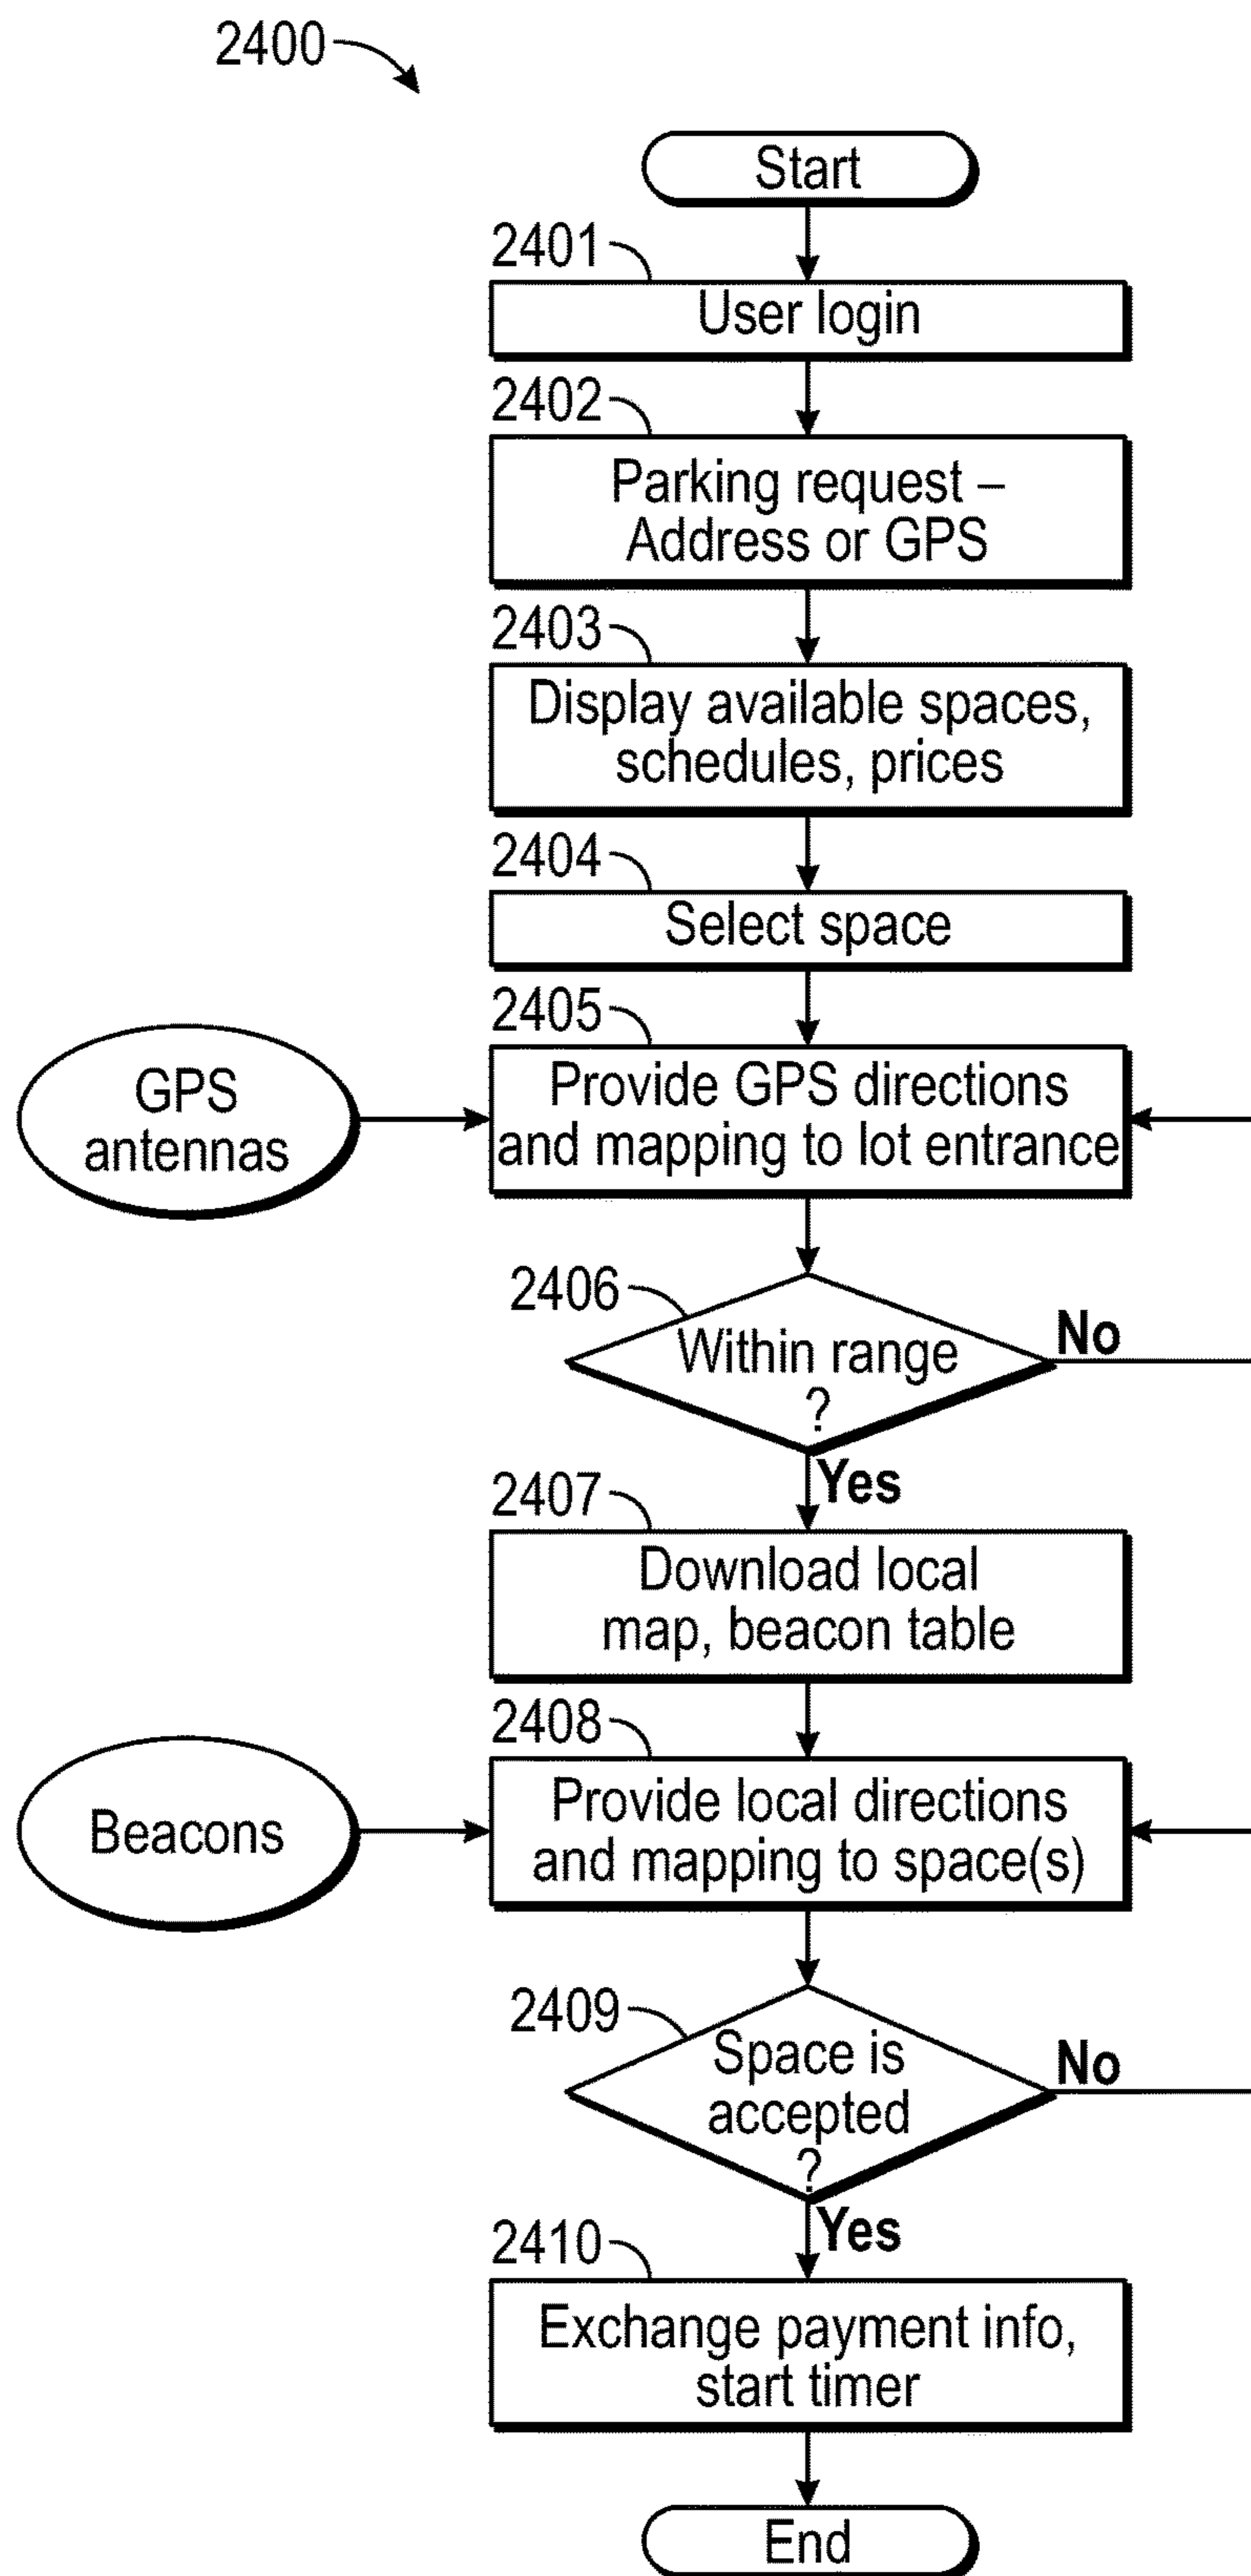 2400
Start
2401
User login
2402
Parking request –
Address or GPS
2403
Display available spaces,
schedules, prices
2404
Select space
2405
GPS
antennas
Provide GPS directions
and mapping to lot entrance
2406
Within range
?
No
Yes
2407
Download local
map, beacon table
2408
Beacons
Provide local directions
and mapping to space(s)
2409
Space is
accepted
?
No
Yes
2410
Exchange payment info,
start timer
End